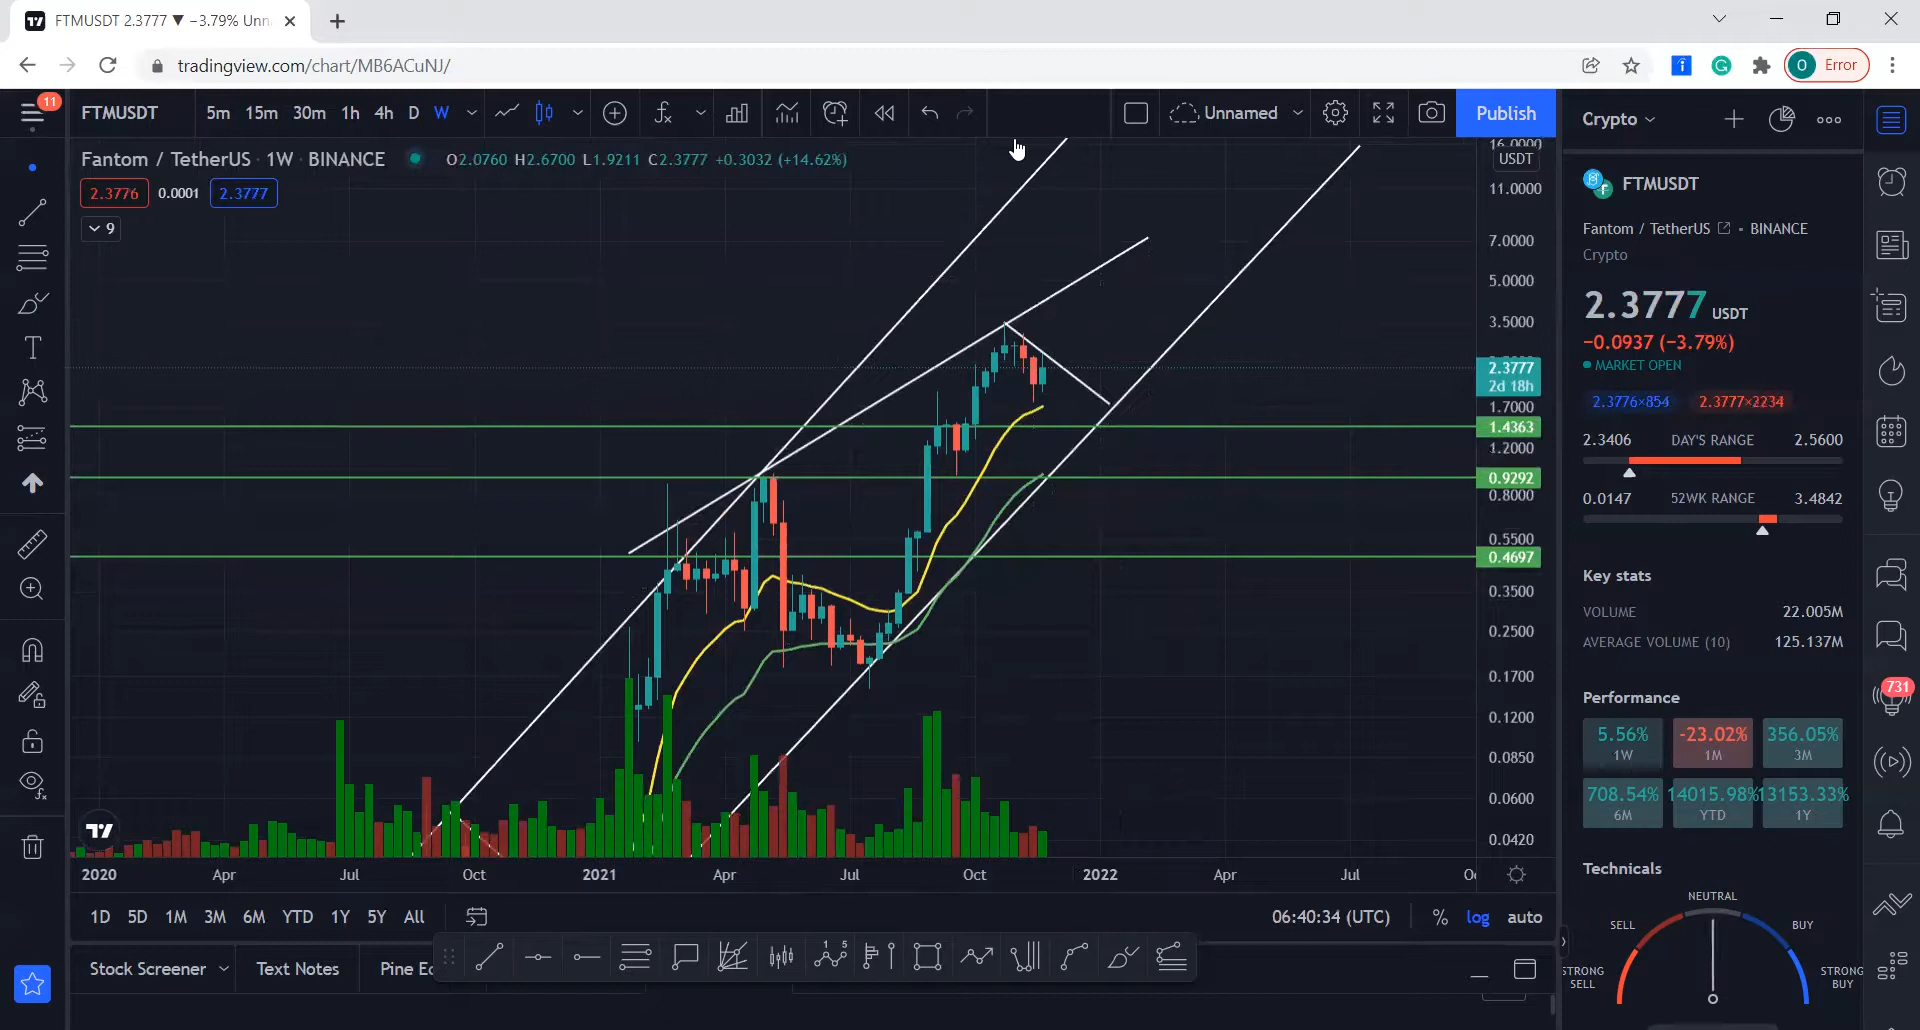 FTMUSDT 2.3777 ▼ −3.79% Unn
tradingview.com/chart/MB6ACuNJ/
O Error
11
FTMUSDT 5m 15m 30m 1h 4h D W Unnamed Publish
Fantom / TetherUS · 1W · BINANCE O2.0760 H2.6700 L1.9211 C2.3777 +0.3032 (+14.62%)
2.3776 0.0001 2.3777
9
16.0000
USDT
11.0000
7.0000
5.0000
3.5000
2.3777
2d 18h
1.7000
1.4363
1.2000
0.9292
0.8000
0.5500
0.4697
0.3500
0.2500
0.1700
0.1200
0.0850
0.0600
0.0420
2020 Apr Jul Oct 2021 Apr Jul Oct 2022 Apr Jul
1D 5D 1M 3M 6M YTD 1Y 5Y All 06:40:34 (UTC) % log auto
Stock Screener Text Notes Pine
Crypto
FTMUSDT
Fantom / TetherUS · BINANCE
Crypto
2.3777 USDT
−0.0937 (−3.79%)
MARKET OPEN
2.3776×854 2.3777×2234
2.3406 DAY'S RANGE 2.5600
0.0147 52WK RANGE 3.4842
Key stats
VOLUME 22.005M
AVERAGE VOLUME (10) 125.137M
731
Performance
5.56% -23.02% 356.05%
1W 1M 3M
708.54% 14015.98% 13153.33%
6M YTD 1Y
Technicals
NEUTRAL
SELL BUY
STRONG SELL STRONG BUY